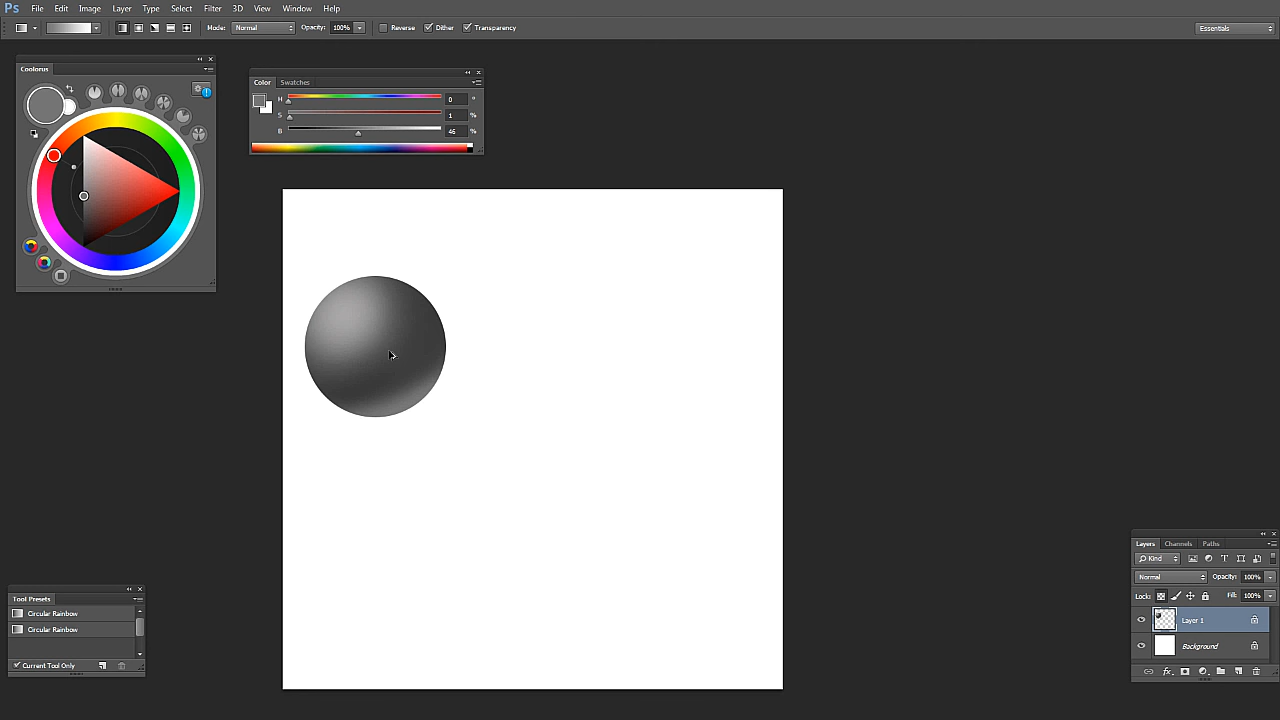 Ps File Edit Image Layer Type Select Filter 3D View Window Help
Mode: Normal Opacity: 100% Reverse Dither Transparency Essentials
Coolorus
Color Swatches
H 0 °
S 1 %
B 46 %
Tool Presets
Circular Rainbow
Circular Rainbow
Current Tool Only
Layers Channels Paths
Kind T
Normal Opacity: 100%
Lock: Fill: 100%
Layer 1
Background
fx